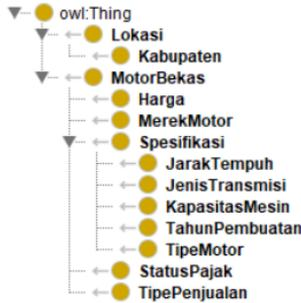 owl:Thing
Lokasi
Kabupaten
MotorBekas
Harga
MerekMotor
Spesifikasi
JarakTempuh
JenisTransmisi
KapasitasMesin
TahunPembuatan
TipeMotor
StatusPajak
TipePenjualan